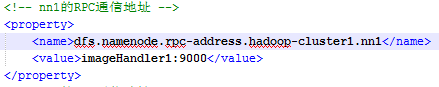 <!-- nn1的RPC通信地址 -->
<property>
<name>dfs.namenode.rpc-address.hadoop-cluster1.nn1</name>
<value>imageHandler1:9000</value>
</property>